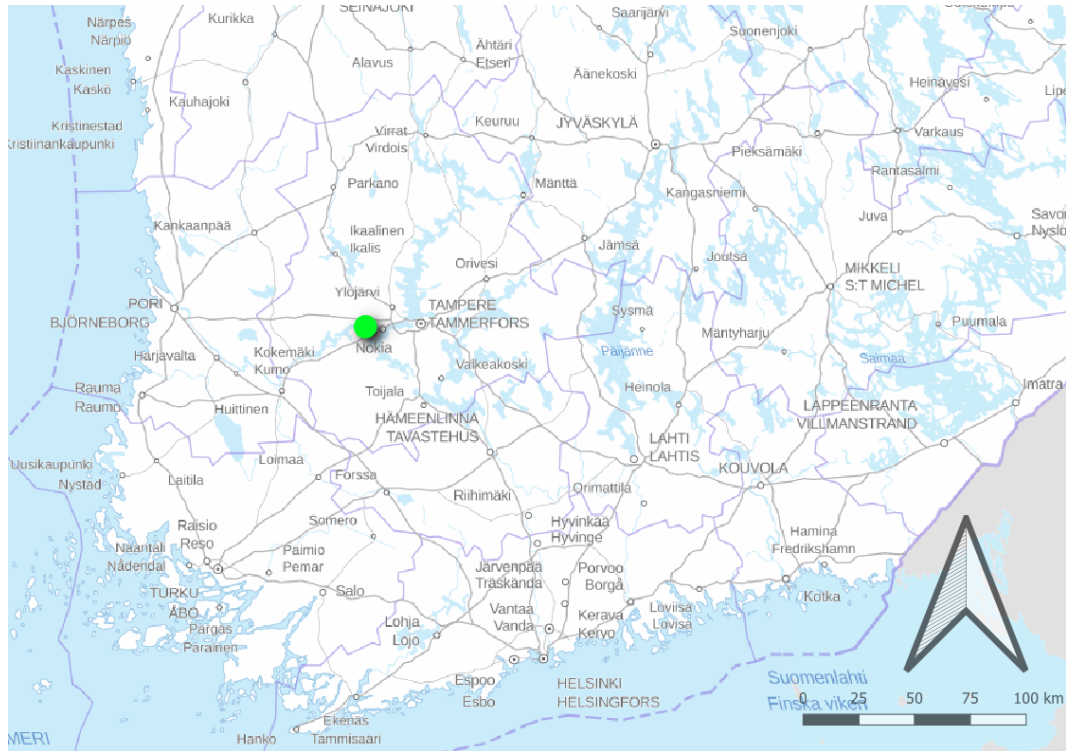 SEINÄJOKI
Närpes
Närpiö
Kurikka
Saarijärvi
Suonenjoki
Ähtäri
Etseri
Alavus
Äänekoski
Kaskinen
Kaskö
Kauhajoki
Heinävesi
Kristinestad
Kristiinankaupunki
Virrat
Virdois
Keuruu
JYVÄSKYLÄ
Varkaus
Pieksämäki
Rantasalmi
Parkano
Mänttä
Kangasniemi
Juva
Kankaanpää
Ikaalinen
Ikalis
Jämsä
Joutsa
Orivesi
MIKKELI
S:T MICHEL
Ylöjärvi
PORI
BJÖRNEBORG
TAMPERE
TAMMERFORS
Sysmä
Mäntyharju
Puumala
Nokia
Päijänne
Saimaa
Harjavalta
Kokemäki
Kumo
Valkeakoski
Rauma
Raumo
Toijala
Heinola
Imatra
Huittinen
HÄMEENLINNA
TAVASTEHUS
LAPPEENRANTA
VILLMANSTRAND
LAHTI
LAHTIS
Uusikaupunki
Nystad
Loimaa
Laitila
Forssa
KOUVOLA
Riihimäki
Orimattila
Raisio
Reso
Somero
Hyvinkää
Hyvinge
Hamina
Fredrikshamn
Naantali
Nådendal
Paimio
Pemar
Järvenpää
Träskända
Porvoo
Borgå
TURKU
ÅBO
Salo
Kotka
Pargas
Parainen
Lohja
Lojo
Vantaa
Vanda
Kerava
Kervo
Loviisa
Lovisa
Espoo
Esbo
HELSINKI
HELSINGFORS
Suomenlahti
Finska viken
Ekenäs
Tammisaari
Hanko
MERI
0 25 50 75 100 km